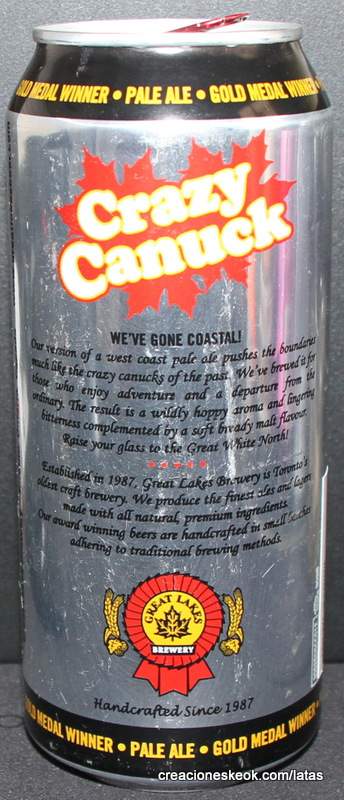 GOLD MEDAL WINNER • PALE ALE • GOLD MEDAL WINNER
Crazy
Canuck
WE'VE GONE COASTAL!
Our version of a west coast pale ale pushes the boundaries
much like the crazy canucks of the past. We've brewed it for
those who enjoy adventure and a departure from the
ordinary. The result is a wildly hoppy aroma and lingering
bitterness complemented by a soft bready malt flavour.
Raise your glass to the Great White North!
Established in 1987, Great Lakes Brewery is Toronto's
oldest craft brewery. We produce the finest ales and lagers
made with all natural, premium ingredients.
Our award winning beers are handcrafted in small batches
adhering to traditional brewing methods.
GREAT LAKES
BREWERY
Handcrafted Since 1987
GOLD MEDAL WINNER • PALE ALE • GOLD MEDAL WINNER
creacioneskeok.com/latas